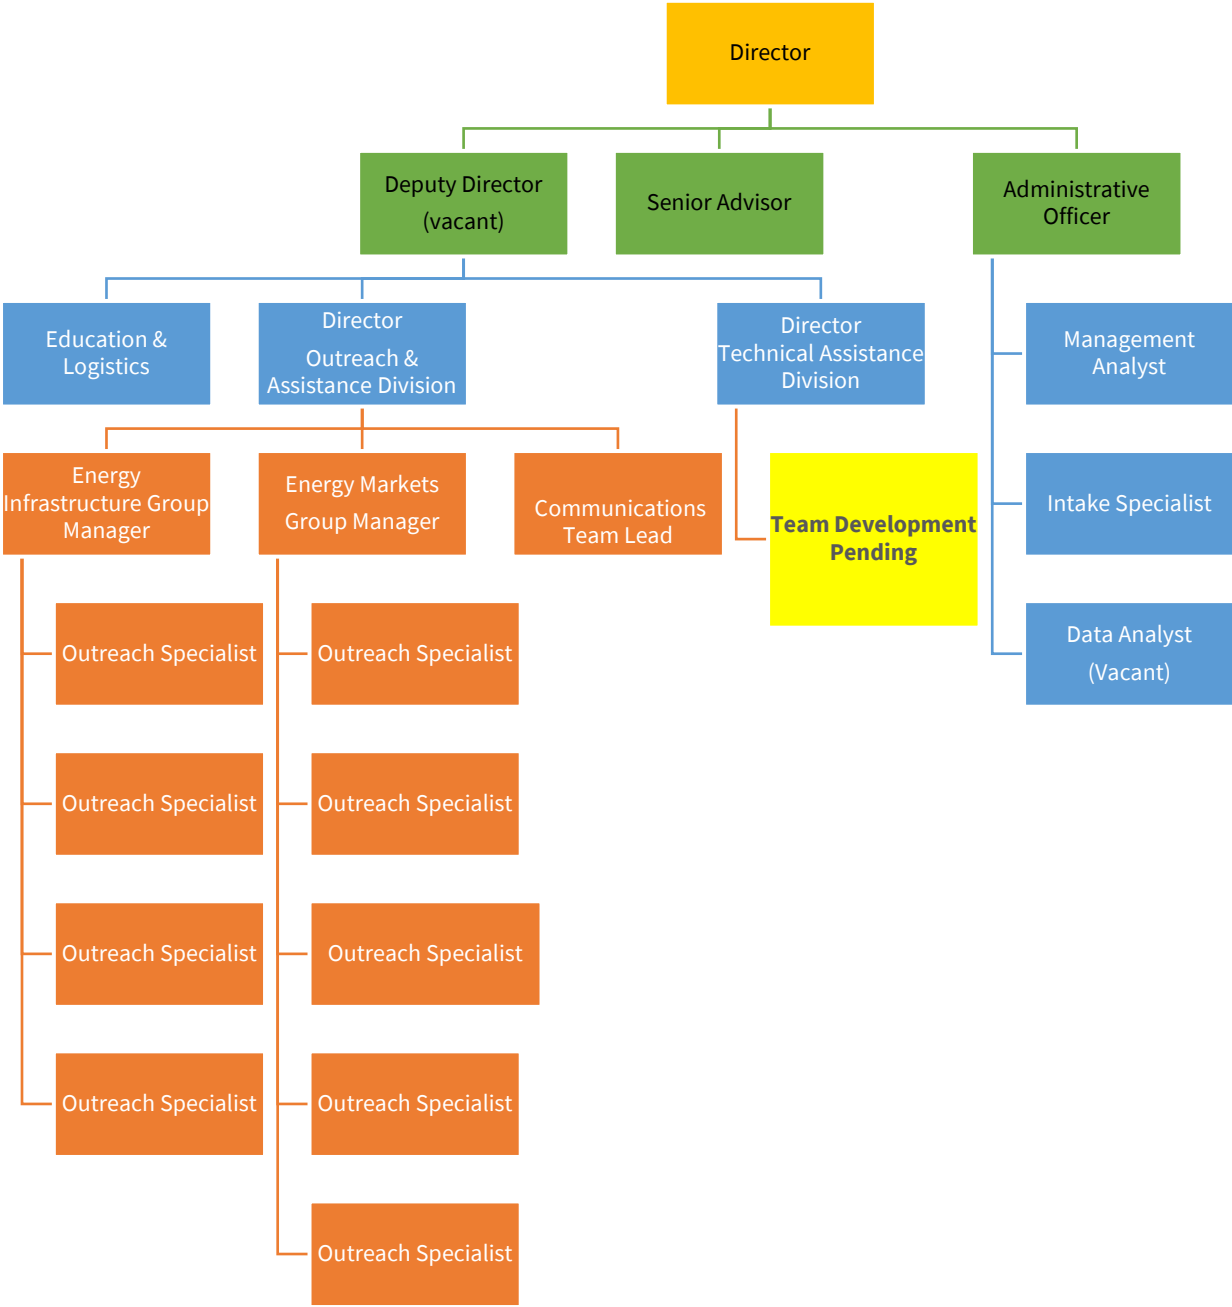 Director
Deputy Director
(vacant)
Senior Advisor
Administrative
Officer
Education &
Logistics
Director
Outreach &
Assistance Division
Director
Technical Assistance
Division
Management
Analyst
Energy
Infrastructure Group
Manager
Energy Markets
Group Manager
Communications
Team Lead
Team Development
Pending
Intake Specialist
Outreach Specialist
Outreach Specialist
Data Analyst
(Vacant)
Outreach Specialist
Outreach Specialist
Outreach Specialist
Outreach Specialist
Outreach Specialist
Outreach Specialist
Outreach Specialist